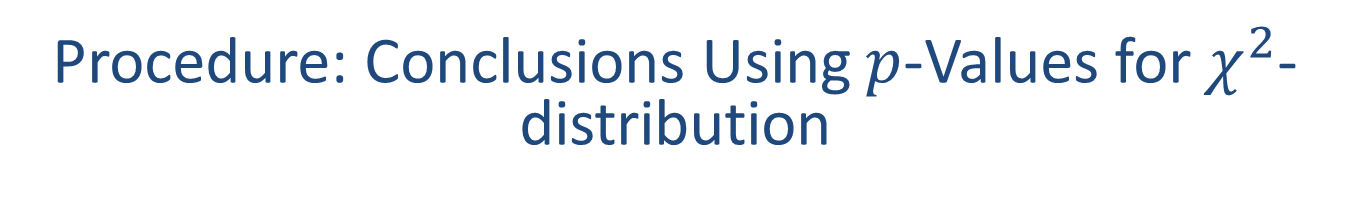 Procedure: Conclusions Using p-Values for χ²-
distribution